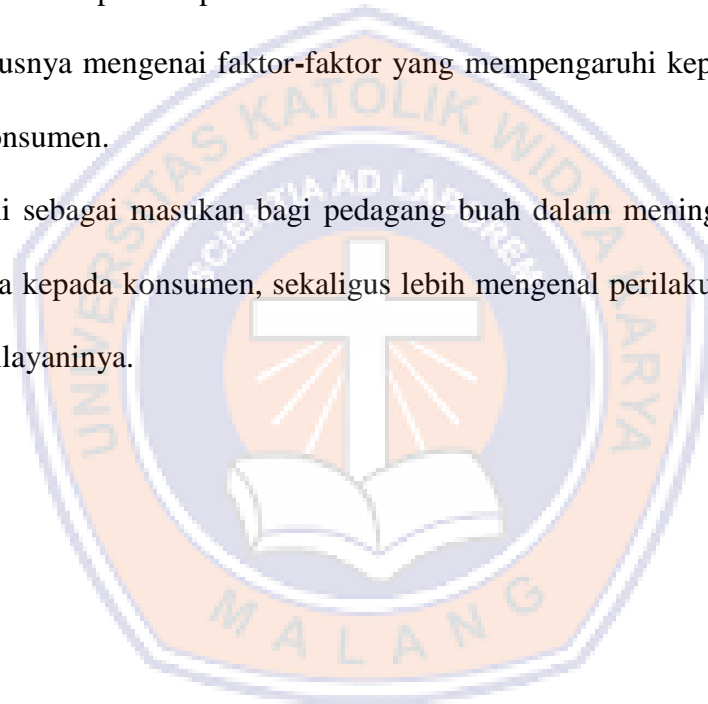 usnya mengenai faktor-faktor yang mempengaruhi kep
onsumen.
i sebagai masukan bagi pedagang buah dalam mening
a kepada konsumen, sekaligus lebih mengenal perilaku
layaninya.
UNIVERSITAS KATOLIK WIDYA KARYA
SCIENTIA AD LABOREM
MALANG